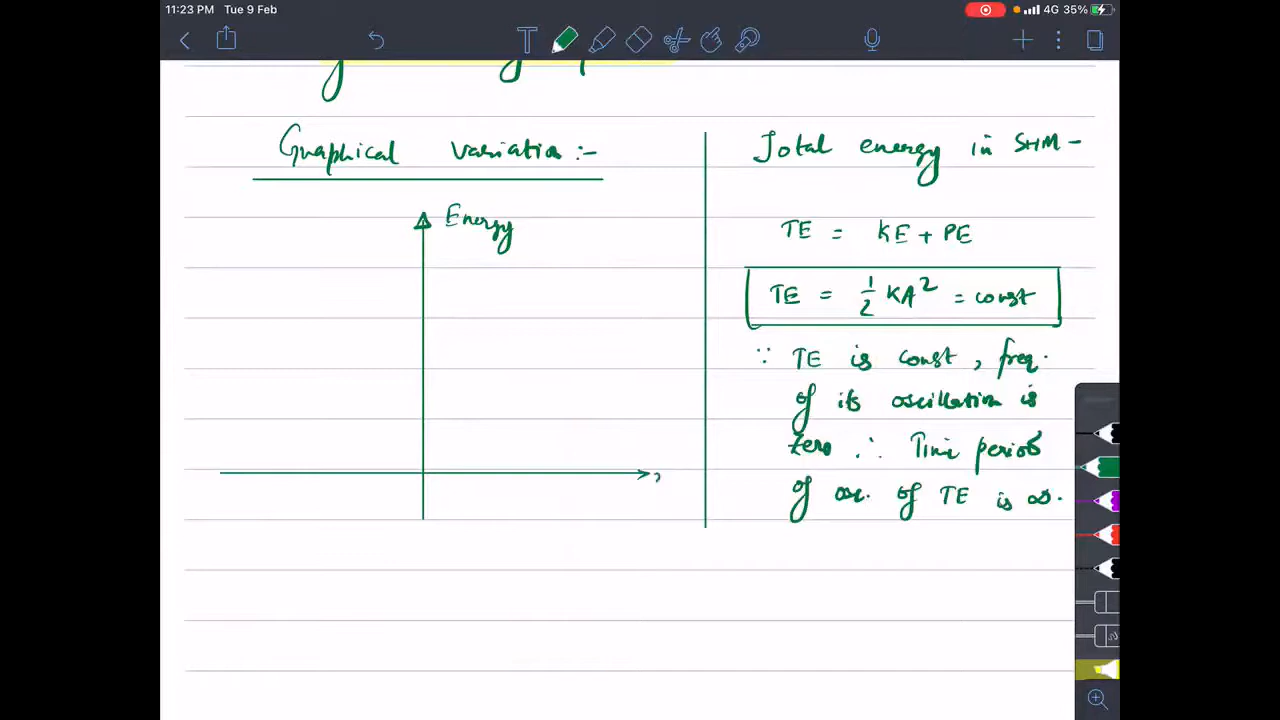 11:23 PM Tue 9 Feb
4G 35%
Graphical variation :-
Energy
Total energy in SHM -
TE = KE + PE
TE = 1/2 KA² = const
∵ TE is const, freq.
of its oscillation is
zero ∴ Time period
of osc. of TE is ∞.